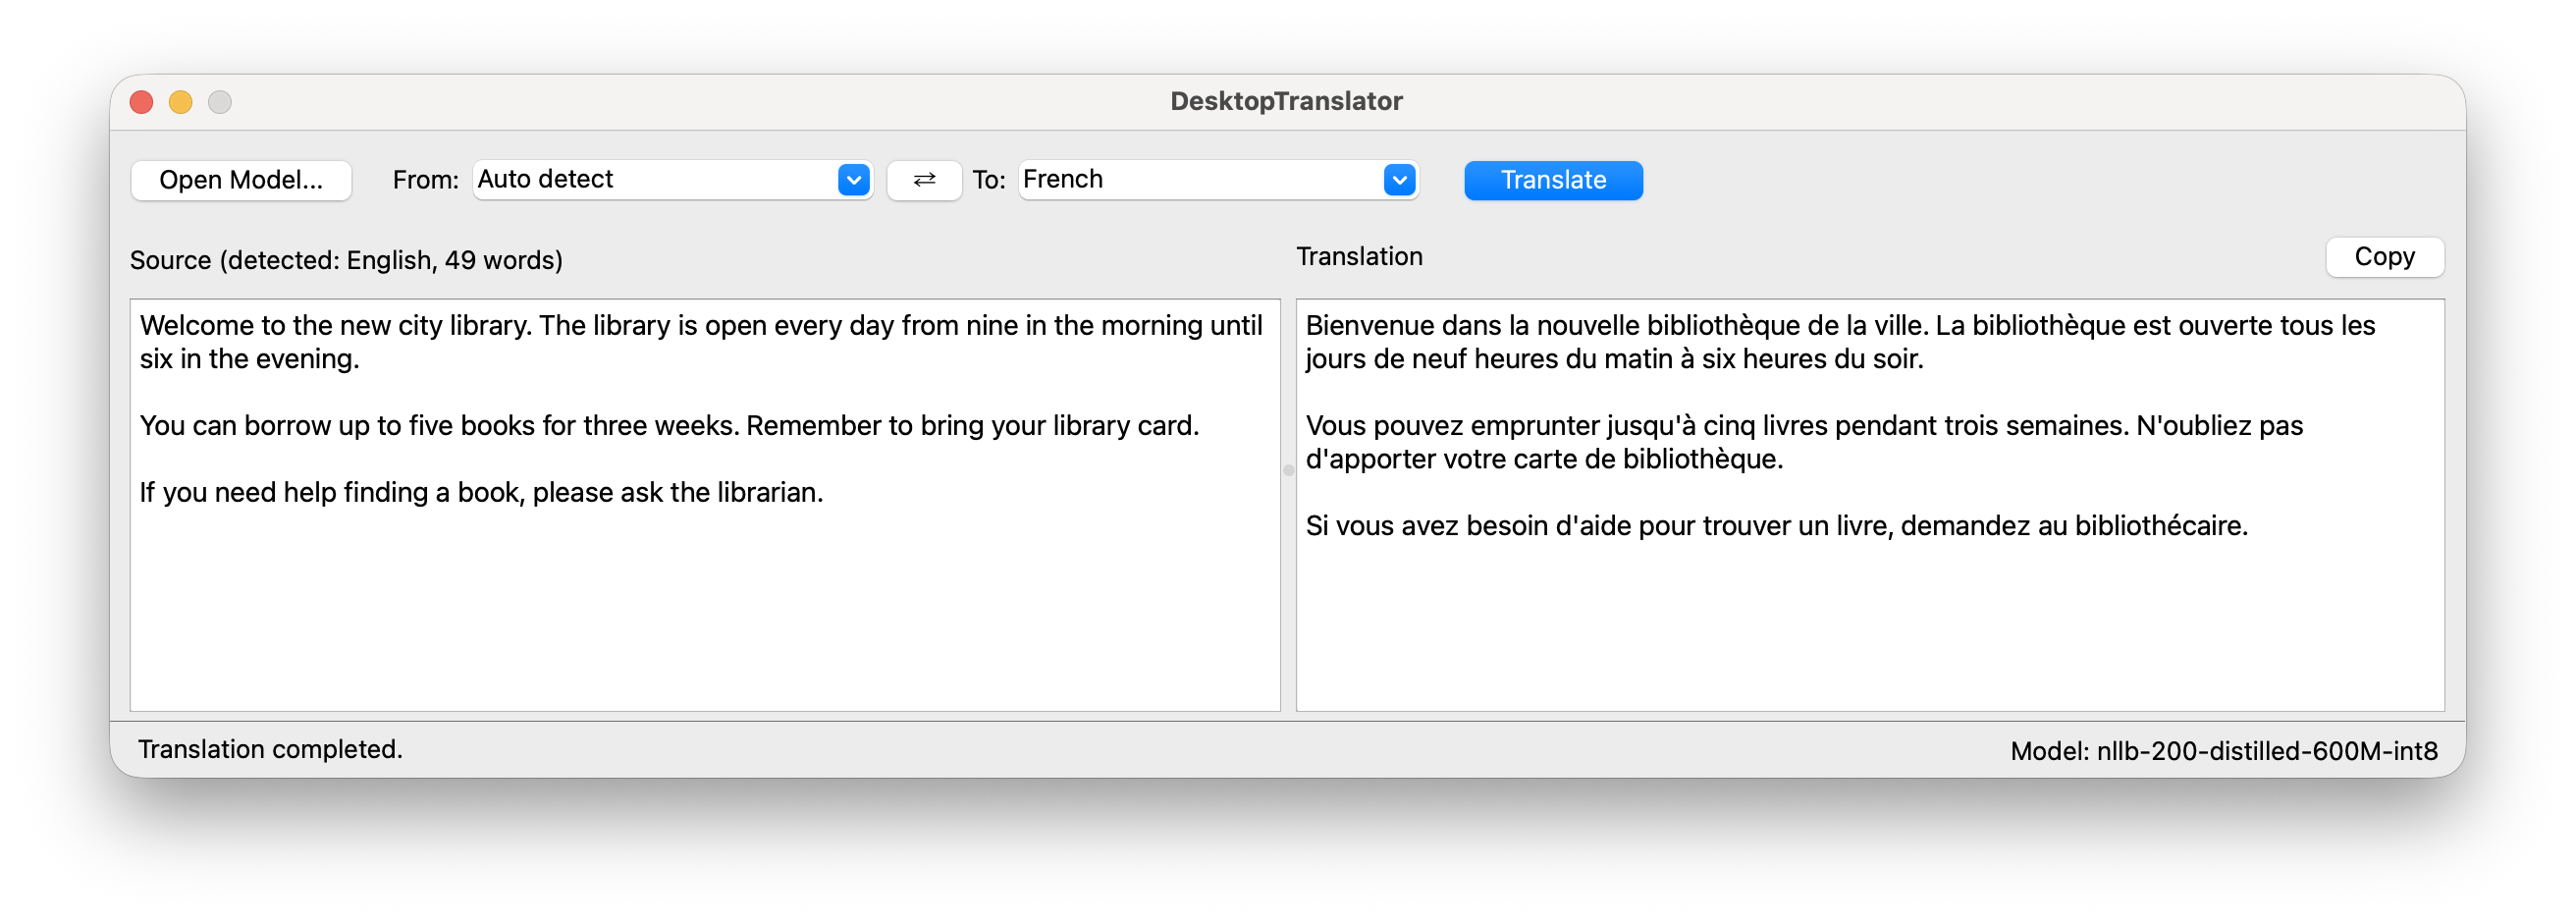 DesktopTranslator
Open Model... From: Auto detect ⇄ To: French Translate
Source (detected: English, 49 words)
Welcome to the new city library. The library is open every day from nine in the morning until
six in the evening.
You can borrow up to five books for three weeks. Remember to bring your library card.
If you need help finding a book, please ask the librarian.
Translation
Copy
Bienvenue dans la nouvelle bibliothèque de la ville. La bibliothèque est ouverte tous les
jours de neuf heures du matin à six heures du soir.
Vous pouvez emprunter jusqu'à cinq livres pendant trois semaines. N'oubliez pas
d'apporter votre carte de bibliothèque.
Si vous avez besoin d'aide pour trouver un livre, demandez au bibliothécaire.
Translation completed.
Model: nllb-200-distilled-600M-int8